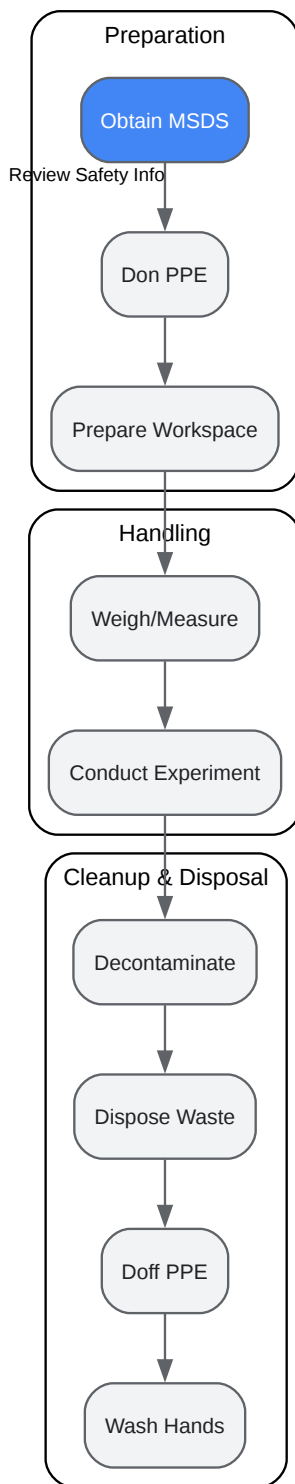 Preparation
Obtain MSDS
Review Safety Info
Don PPE
Prepare Workspace
Handling
Weigh/Measure
Conduct Experiment
Cleanup & Disposal
Decontaminate
Dispose Waste
Doff PPE
Wash Hands